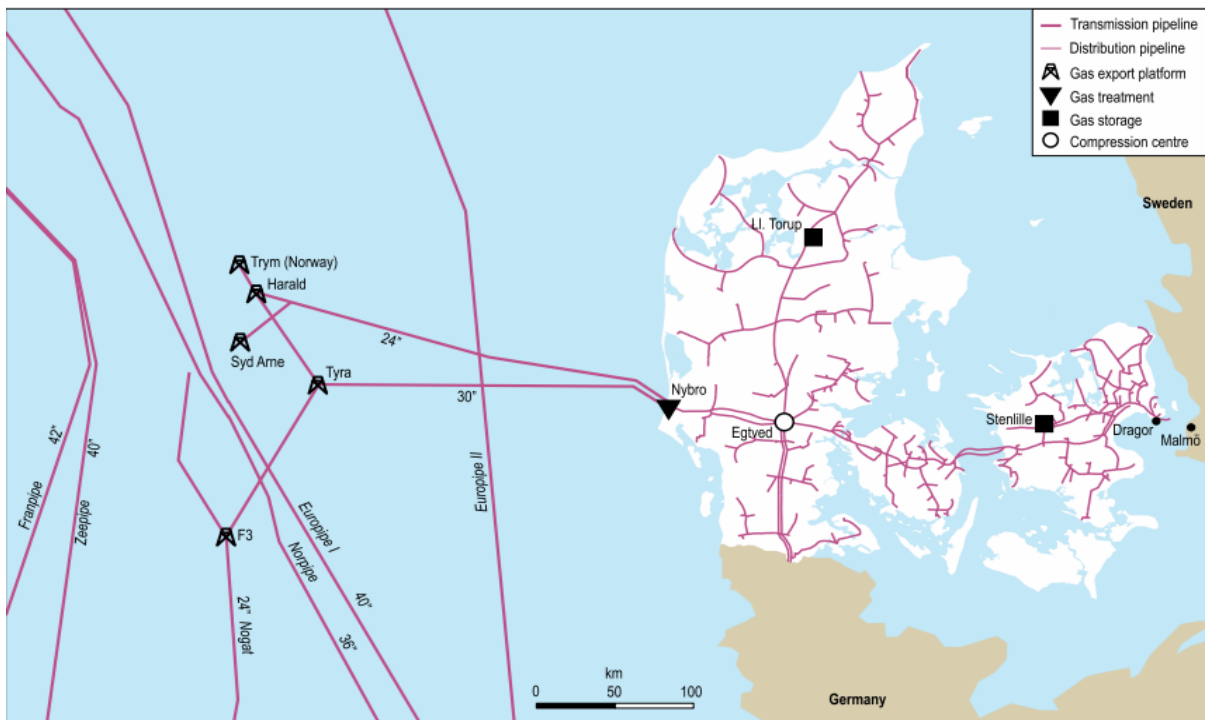 Transmission pipeline
Distribution pipeline
Gas export platform
Gas treatment
Gas storage
Compression centre
Sweden
Ll. Torup
Trym (Norway)
Harald
24"
Syd Arne
Tyra
30"
Nybro
Egtved
Stenlille
Dragor
Malmö
42"
40"
Franpipe
Zeepipe
Europipe II
F3
Europipe I
Norpipe
40"
36"
24"
Nogat
km
0
50
100
Germany